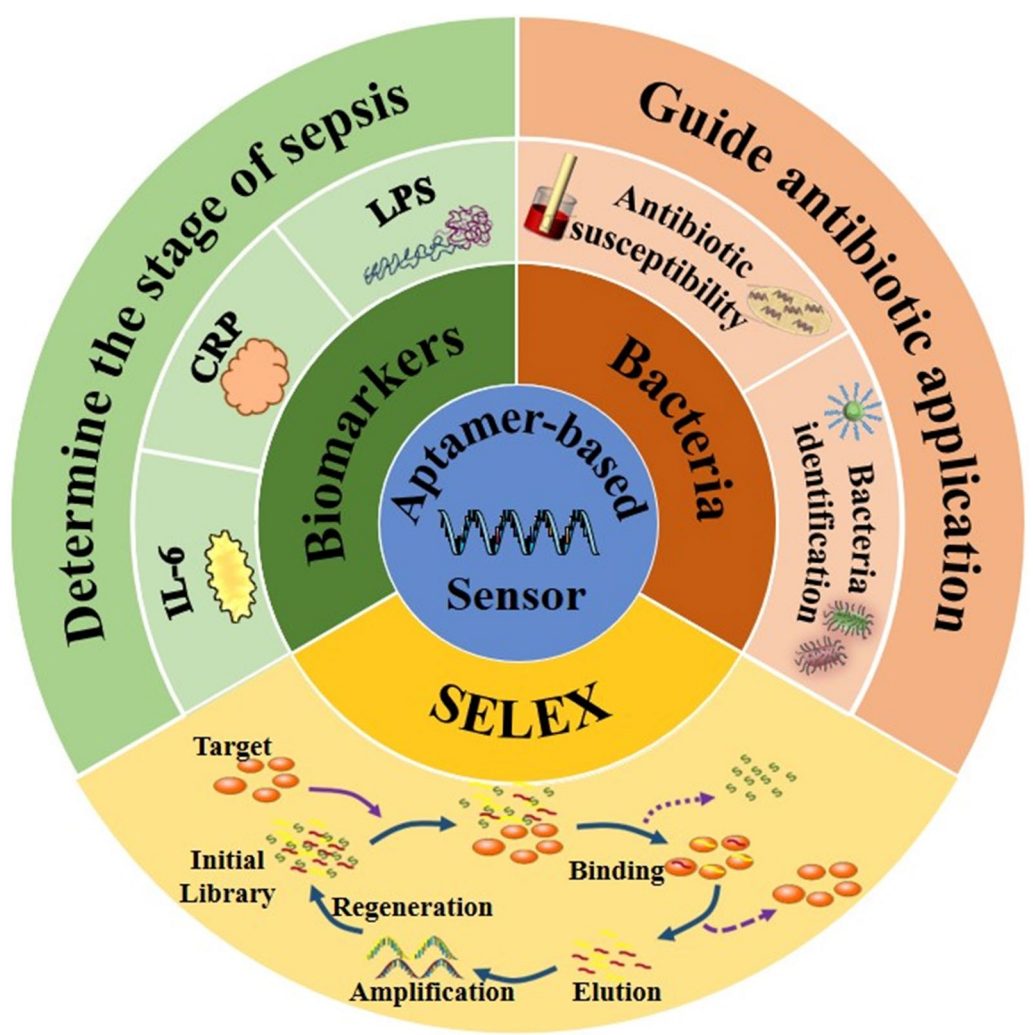 Determine the stage of sepsis
Guide antibiotic application
LPS
CRP
IL-6
Antibiotic
susceptibility
Bacteria
identification
Biomarkers
Bacteria
Aptamer-based
Sensor
SELEX
Target
Initial
Library
Binding
Regeneration
Amplification
Elution